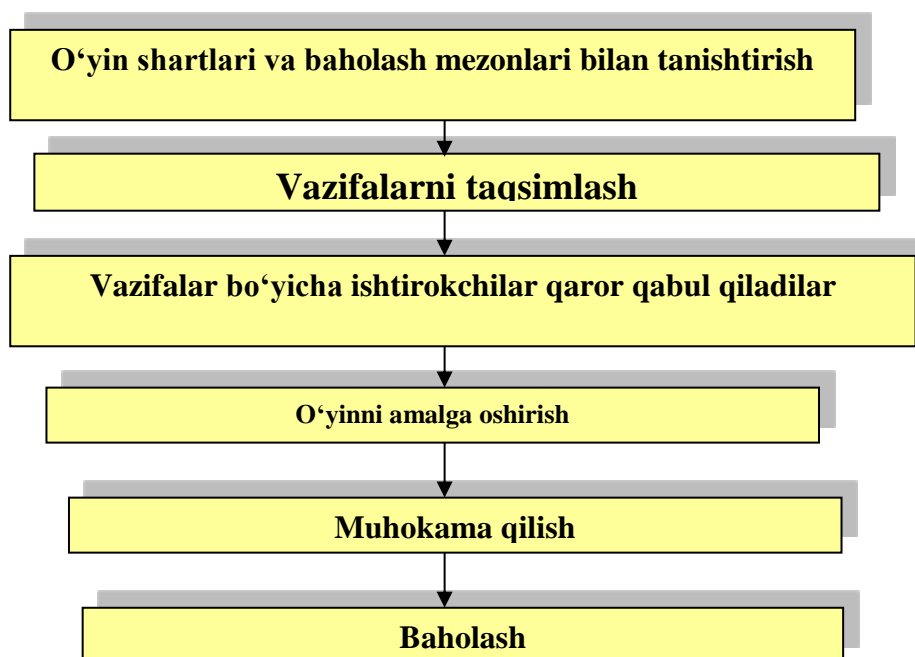 O‘yin shartlari va baholash mezonlari bilan tanishtirish
Vazifalarni taqsimlash
Vazifalar bo‘yicha ishtirokchilar qaror qabul qiladilar
O‘yinni amalga oshirish
Muhokama qilish
Baholash